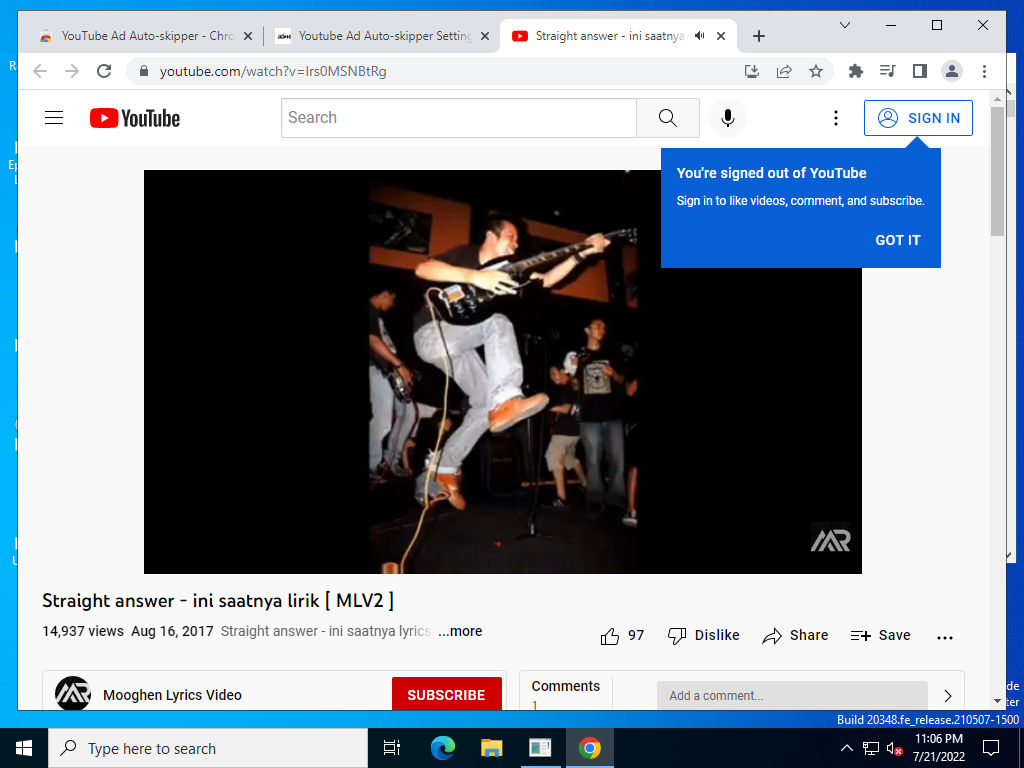 YouTube Ad Auto-skipper - Chro
Youtube Ad Auto-skipper Setting
Straight answer - ini saatnya
youtube.com/watch?v=Irs0MSNBtRg
YouTube
Search
SIGN IN
You're signed out of YouTube
Sign in to like videos, comment, and subscribe.
GOT IT
MR
Straight answer - ini saatnya lirik [ MLV2 ]
14,937 views Aug 16, 2017 Straight answer - ini saatnya lyrics ...more
97 Dislike Share Save
Mooghen Lyrics Video
SUBSCRIBE
Comments
1
Add a comment...
Build 20348.fe_release.210507-1500
Type here to search
11:06 PM
7/21/2022